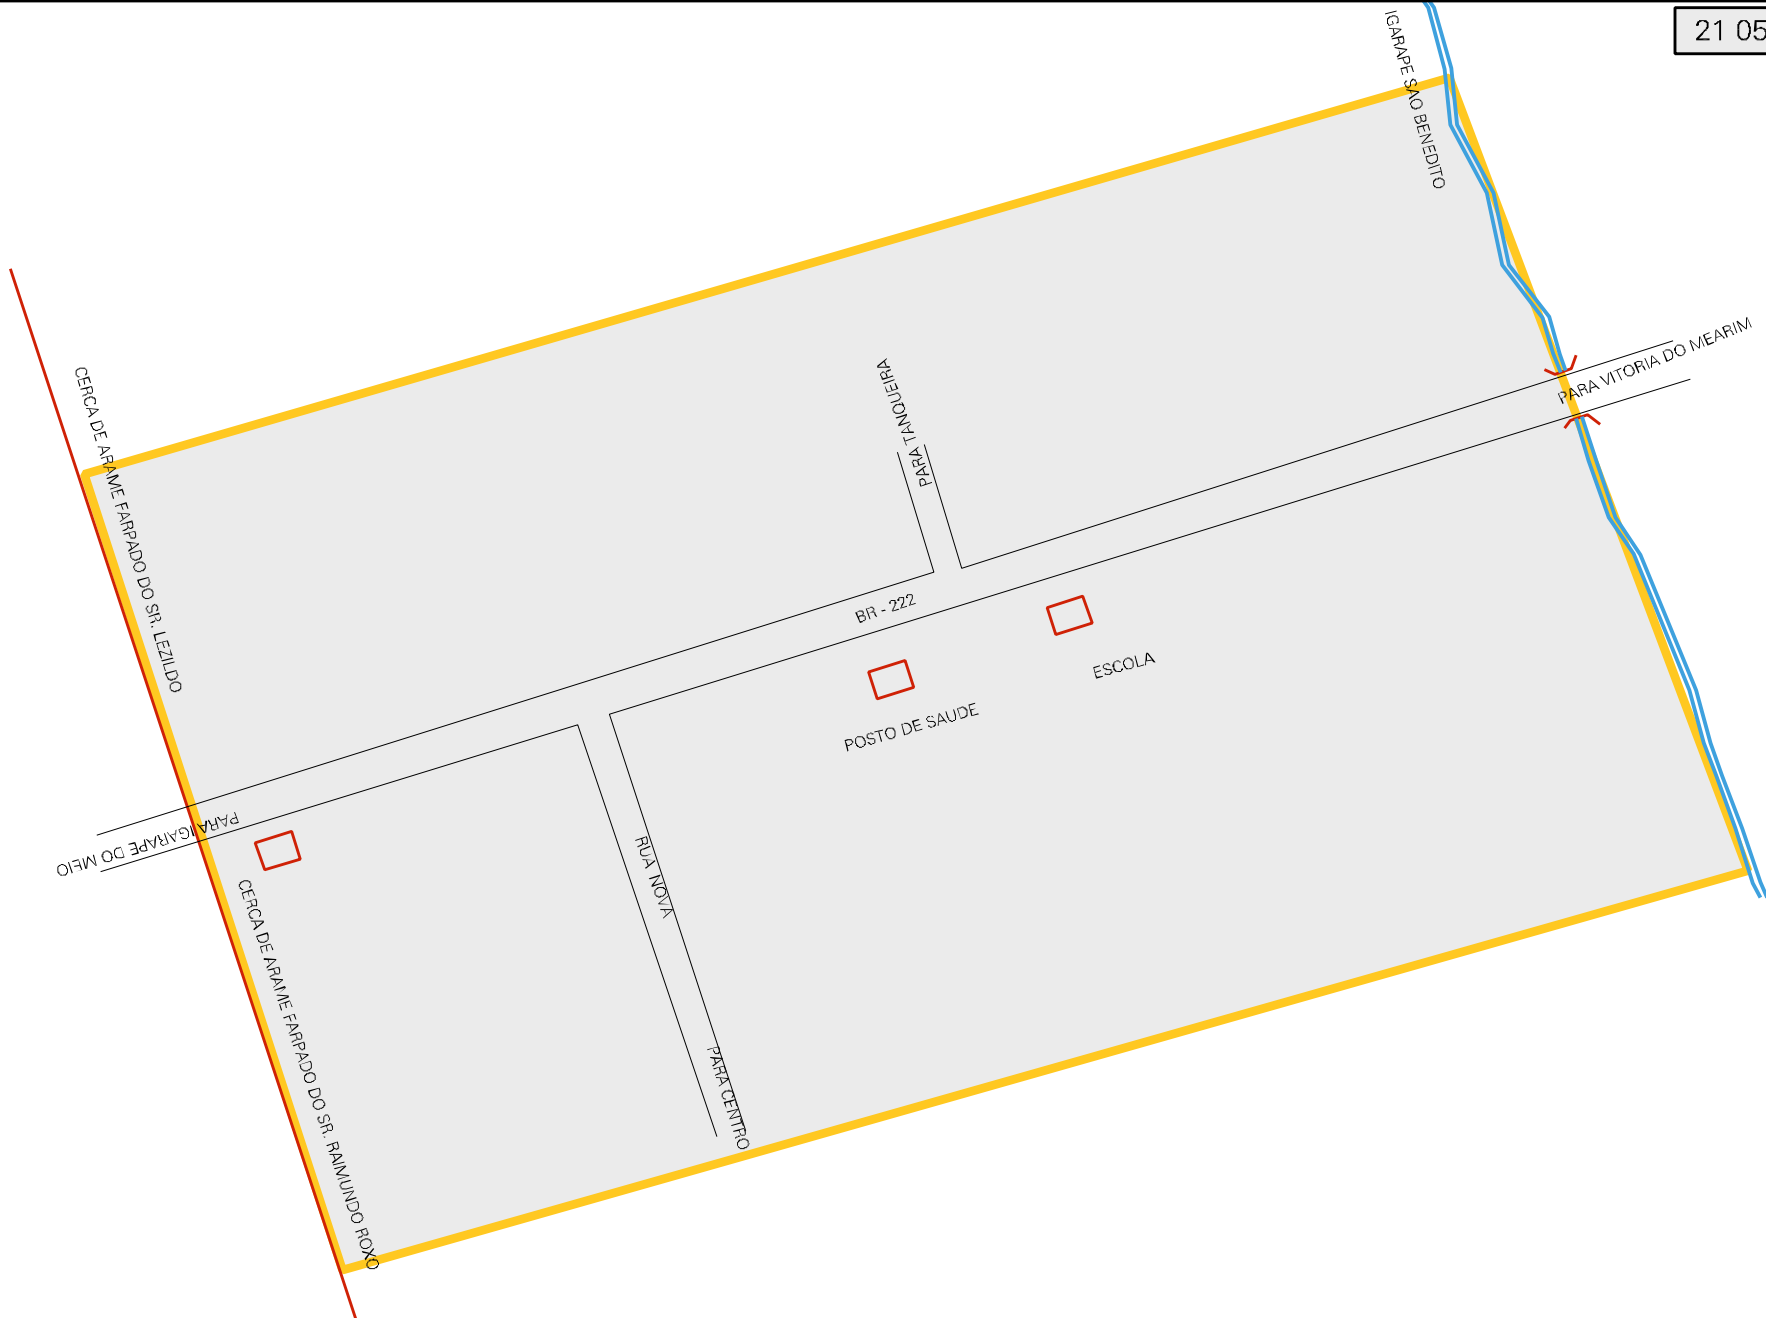 21 05
IGARAPE SAO BENEDITO
PARA VITORIA DO MEARIM
CERCA DE ARAME FARPADO DO SR. LEZILDO
PARA TANQUEIRA
BR - 222
ESCOLA
POSTO DE SAUDE
PARA IGARAPE DO MEIO
RUA NOVA
CERCA DE ARAME FARPADO DO SR. RAIMUNDO ROXO
PARA CENTRO